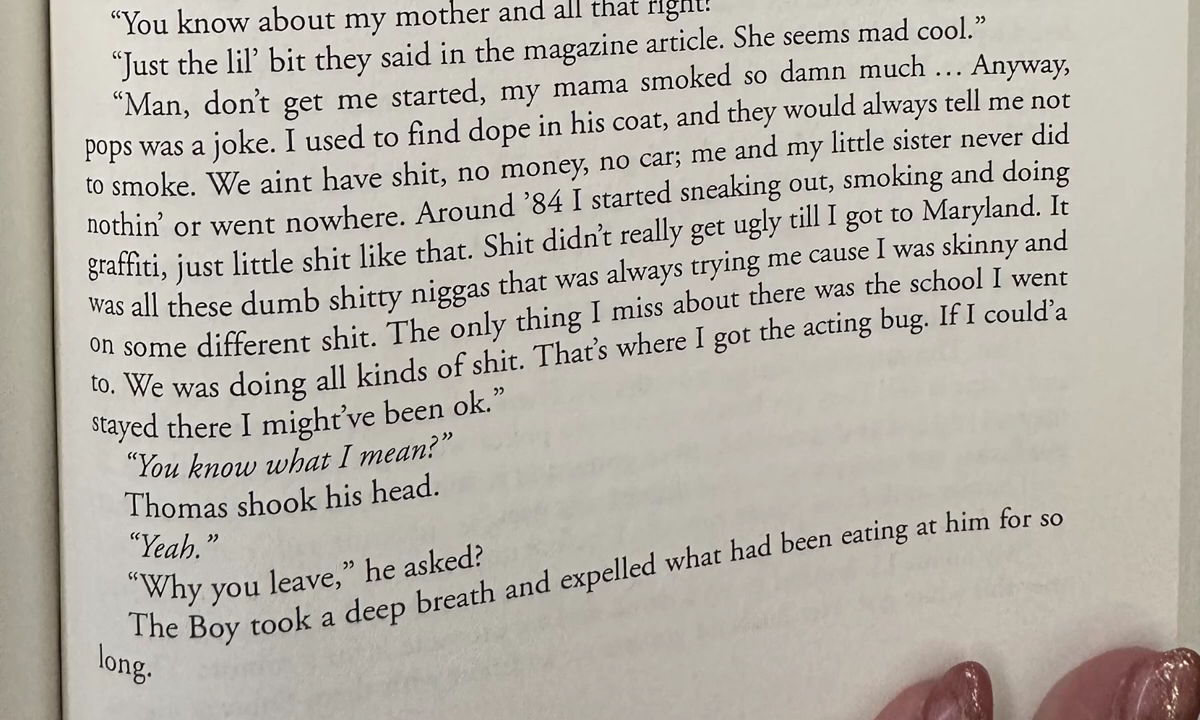 “You know about my mother and all that right?
“Just the lil’ bit they said in the magazine article. She seems mad cool.”
“Man, don’t get me started, my mama smoked so damn much … Anyway,
pops was a joke. I used to find dope in his coat, and they would always tell me not
to smoke. We aint have shit, no money, no car; me and my little sister never did
nothin’ or went nowhere. Around ’84 I started sneaking out, smoking and doing
graffiti, just little shit like that. Shit didn’t really get ugly till I got to Maryland. It
was all these dumb shitty niggas that was always trying me cause I was skinny and
on some different shit. The only thing I miss about there was the school I went
to. We was doing all kinds of shit. That’s where I got the acting bug. If I could’a
stayed there I might’ve been ok.”
“You know what I mean?”
Thomas shook his head.
“Yeah.”
“Why you leave,” he asked?
The Boy took a deep breath and expelled what had been eating at him for so
long.